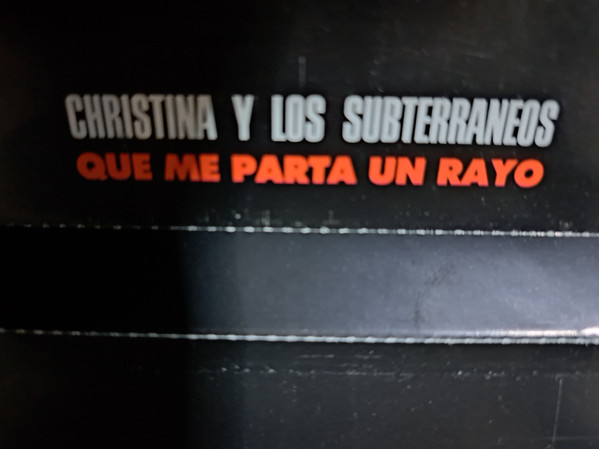 CHRISTINA Y LOS SUBTERRANEOS
QUE ME PARTA UN RAYO